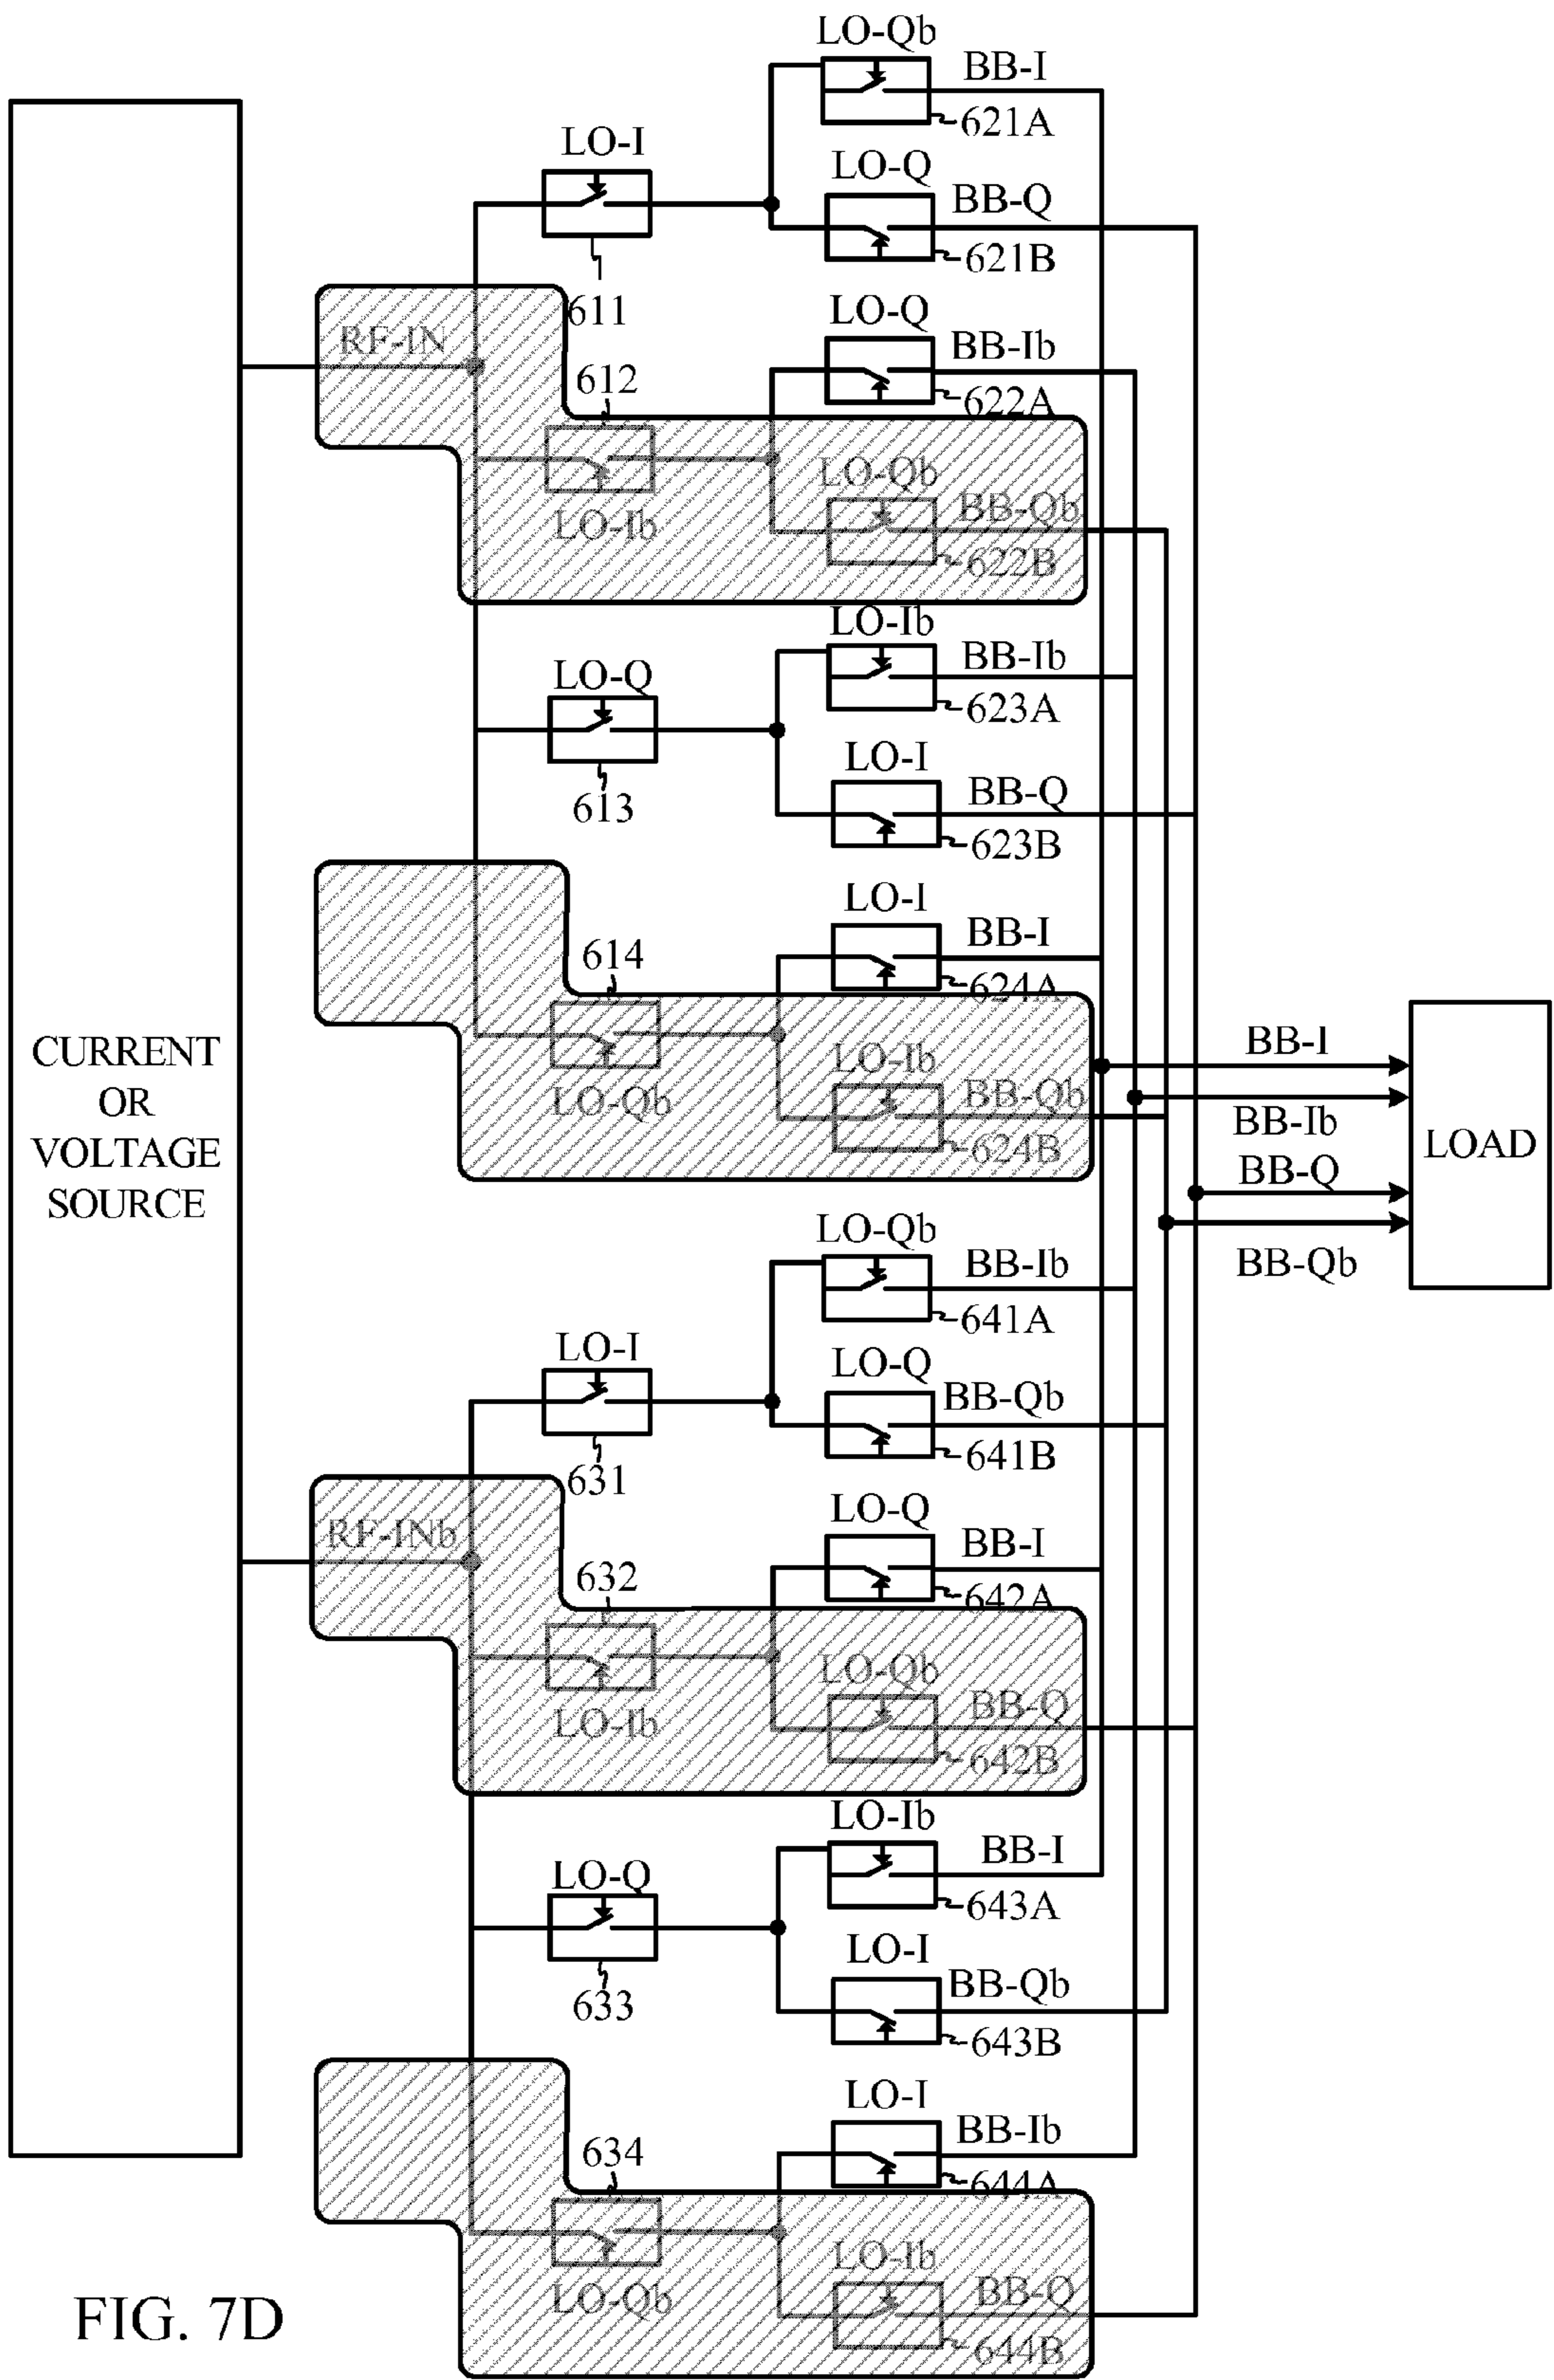 LO-Qb
BB-I
621A
LO-I
LO-Q
BB-Q
621B
611
RF-IN
LO-Q
BB-Ib
612
622A
LO-Qb
BB-Qb
LO-Ib
622B
LO-Ib
BB-Ib
LO-Q
623A
LO-I
BB-Q
613
623B
LO-I
BB-I
614
624A
LO-Ib
BB-Qb
LO-Qb
624B
CURRENT
OR
VOLTAGE
SOURCE
BB-I
BB-Ib
BB-Q
BB-Qb
LOAD
LO-Qb
BB-Ib
641A
LO-I
LO-Q
BB-Qb
641B
631
RF-INb
LO-Q
BB-I
632
642A
LO-Qb
BB-Q
LO-Ib
642B
LO-Ib
BB-I
LO-Q
643A
LO-I
BB-Qb
633
643B
LO-I
BB-Ib
634
644A
LO-Ib
BB-Q
LO-Qb
644B
FIG. 7D